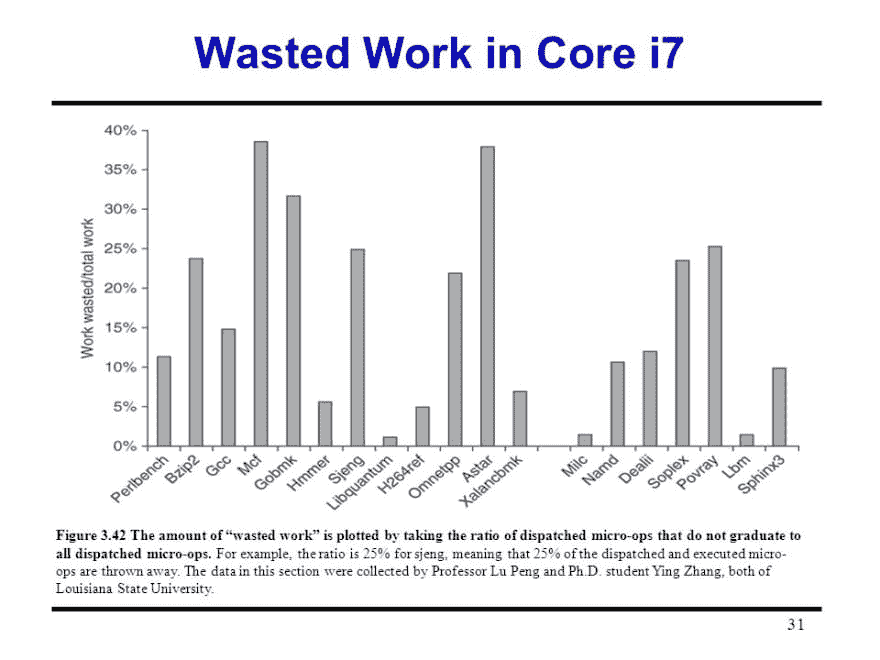 Wasted Work in Core i7
40%
35%
30%
25%
20%
15%
10%
5%
0%
Work wasted/total work
Perlbench
Bzip2
Gcc
Mcf
Gobmk
Hmmer
Sjeng
Libquantum
H264ref
Omnetpp
Astar
Xalancbmk
Milc
Namd
Dealii
Soplex
Povray
Lbm
Sphinx3
Figure 3.42 The amount of “wasted work” is plotted by taking the ratio of dispatched micro-ops that do not graduate to
all dispatched micro-ops. For example, the ratio is 25% for sjeng, meaning that 25% of the dispatched and executed micro-
ops are thrown away. The data in this section were collected by Professor Lu Peng and Ph.D. student Ying Zhang, both of
Louisiana State University.
31